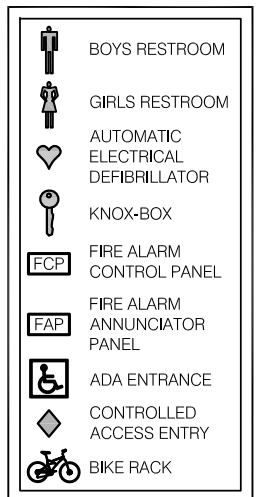 BOYS RESTROOM
GIRLS RESTROOM
AUTOMATIC
ELECTRICAL
DEFIBRILLATOR
KNOX-BOX
FCP
FIRE ALARM
CONTROL PANEL
FAP
FIRE ALARM
ANNUNCIATOR
PANEL
ADA ENTRANCE
CONTROLLED
ACCESS ENTRY
BIKE RACK